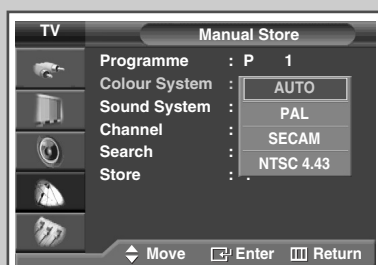 TV
Manual Store
Programme : P 1
Colour System : AUTO
Sound System : PAL
Channel : SECAM
Search : NTSC 4.43
Store : .
Move Enter Return